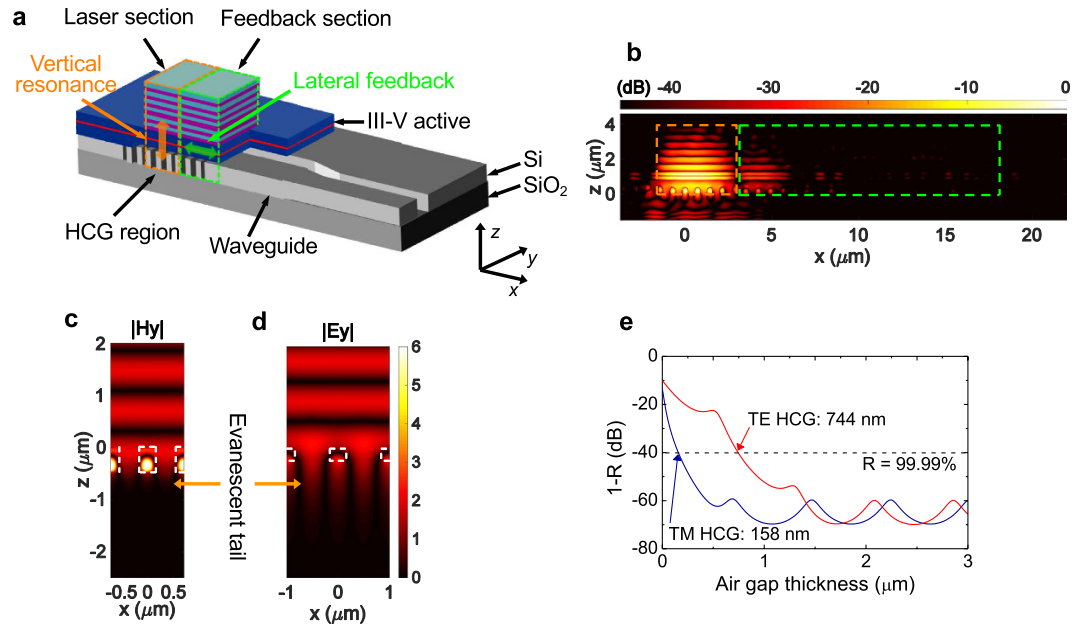 a
Laser section
Feedback section
Vertical
resonance
Lateral feedback
III-V active
Si
SiO₂
HCG region
Waveguide
z
y
x
b
(dB)
-40
-30
-20
-10
0
4
2
0
z (μm)
0
5
10
15
20
x (μm)
c
|Hy|
2
1
0
-1
-2
z (μm)
-0.5
0
0.5
x (μm)
Evanescent tail
d
|Ey|
6
5
4
3
2
1
0
-1
0
1
x (μm)
e
0
-20
-40
-60
-80
1-R (dB)
TE HCG: 744 nm
R = 99.99%
TM HCG: 158 nm
0
1
2
3
Air gap thickness (μm)